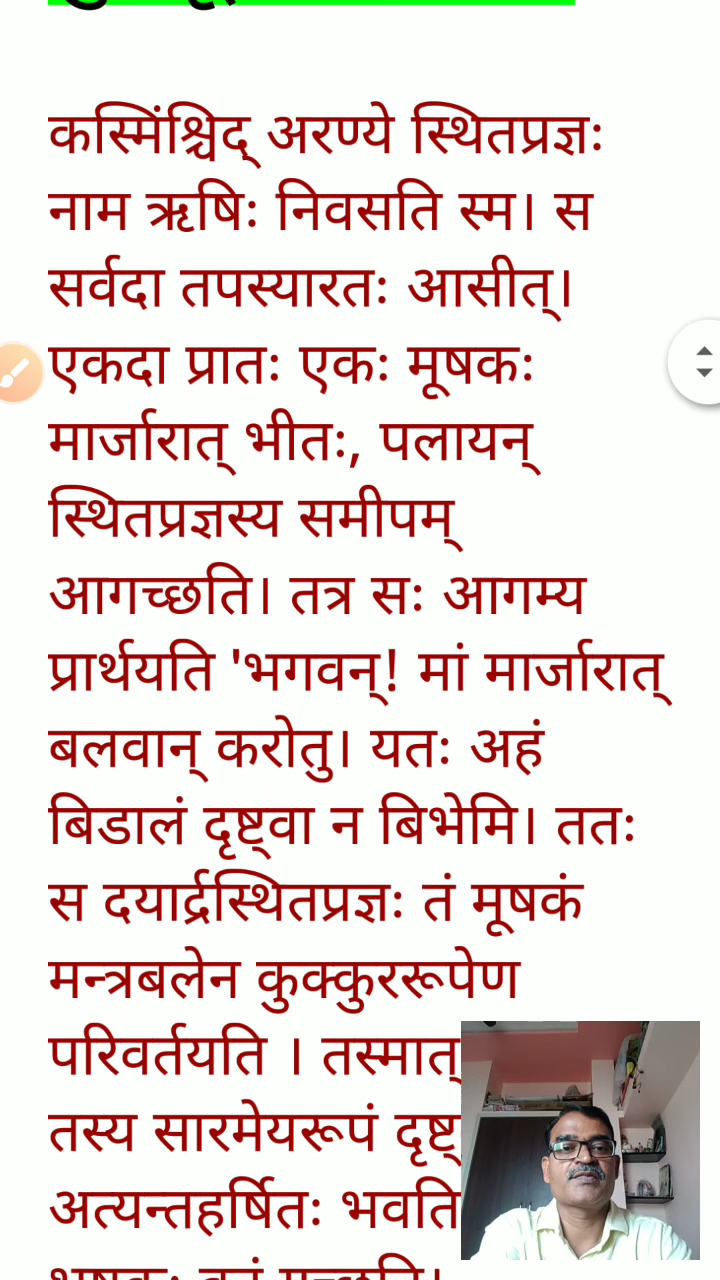 कस्मिंश्चिद् अरण्ये स्थितप्रज्ञः
नाम ऋषिः निवसति स्म। स
सर्वदा तपस्यारतः आसीत्।
एकदा प्रातः एकः मूषकः
मार्जारात् भीतः, पलायन्
स्थितप्रज्ञस्य समीपम्
आगच्छति। तत्र सः आगम्य
प्रार्थयति 'भगवन्! मां मार्जारात्
बलवान् करोतु। यतः अहं
बिडालं दृष्ट्वा न बिभेमि। ततः
स दयार्द्रस्थितप्रज्ञः तं मूषकं
मन्त्रबलेन कुक्कुररूपेण
परिवर्तयति । तस्मात्
तस्य सारमेयरूपं
अत्यन्तहर्षितः भवति